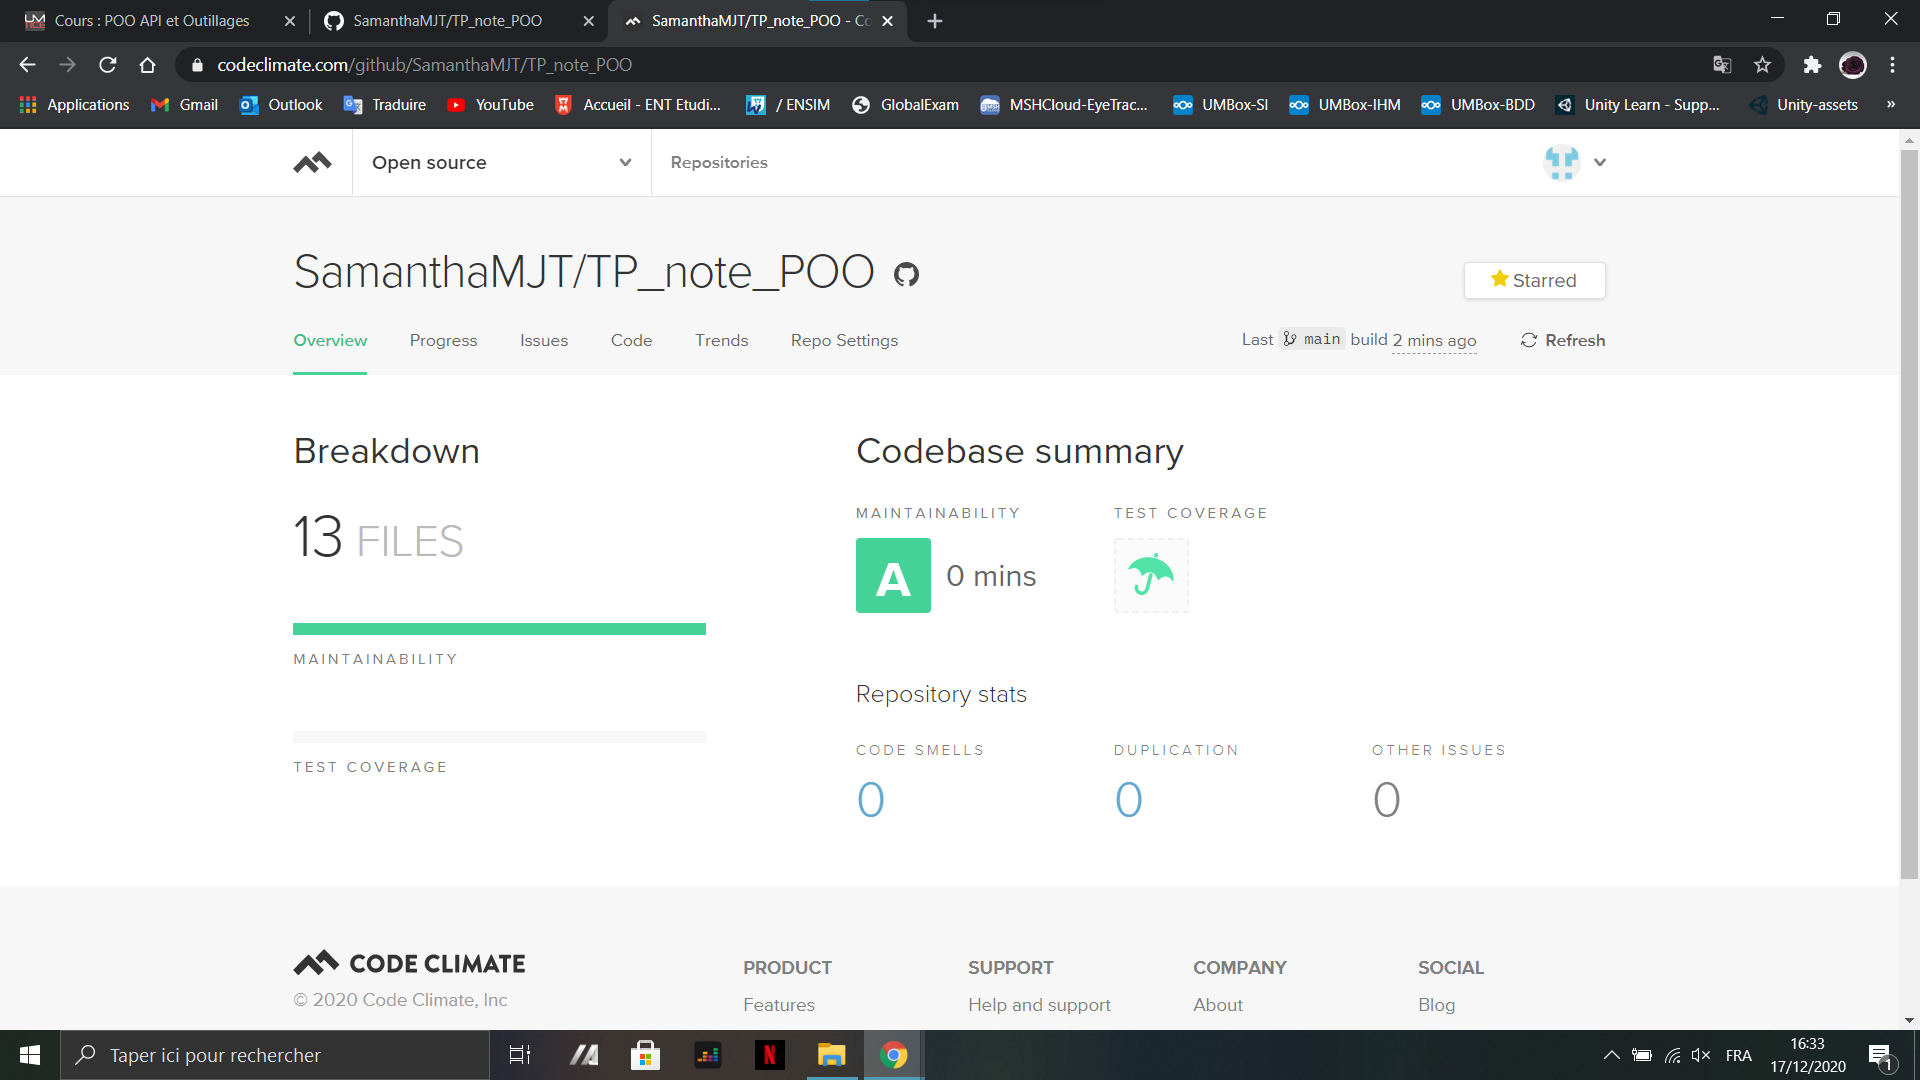 Cours : POO API et Outillages
SamanthaMJT/TP_note_POO
SamanthaMJT/TP_note_POO - Co
codeclimate.com/github/SamanthaMJT/TP_note_POO
Applications
Gmail
Outlook
Traduire
YouTube
Accueil - ENT Etudi...
/ ENSIM
GlobalExam
MSHCloud-EyeTrac...
UMBox-SI
UMBox-IHM
UMBox-BDD
Unity Learn - Supp...
Unity-assets
»
Open source
Repositories
SamanthaMJT/TP_note_POO
Starred
Overview
Progress
Issues
Code
Trends
Repo Settings
Last main build 2 mins ago
Refresh
Breakdown
13 FILES
MAINTAINABILITY
TEST COVERAGE
Codebase summary
MAINTAINABILITY
A 0 mins
TEST COVERAGE
Repository stats
CODE SMELLS
0
DUPLICATION
0
OTHER ISSUES
0
CODE CLIMATE
© 2020 Code Climate, Inc
PRODUCT
Features
SUPPORT
Help and support
COMPANY
About
SOCIAL
Blog
Taper ici pour rechercher
FRA
16:33
17/12/2020
1